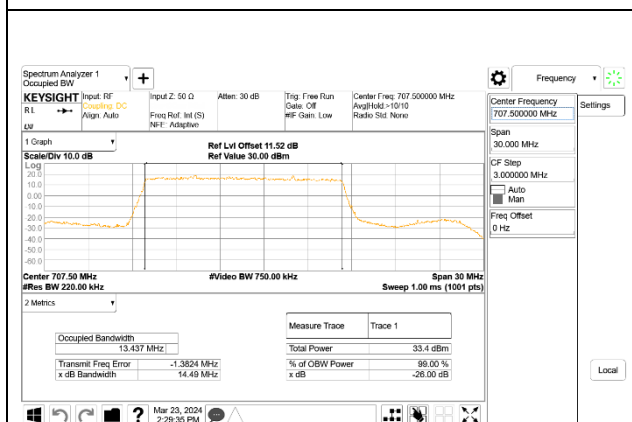 Spectrum Analyzer 1
Occupied BW
Frequency
KEYSIGHT
RL
Input: RF
Coupling: DC
Align: Auto
Input Z: 50 Ω
Freq Ref: Int (S)
NFE: Adaptive
Atten: 30 dB
Trig: Free Run
Gate: Off
#IF Gain: Low
Center Freq: 707.500000 MHz
Avg|Hold:>10/10
Radio Std: None
Center Frequency
707.500000 MHz
Settings
Span
30.000 MHz
CF Step
3.000000 MHz
Auto
Man
Freq Offset
0 Hz
1 Graph
Scale/Div 10.0 dB
Ref Lvl Offset 11.52 dB
Ref Value 30.00 dBm
Log
20.0
10.0
0.00
-10.0
-20.0
-30.0
-40.0
-50.0
-60.0
Center 707.50 MHz
#Res BW 220.00 kHz
#Video BW 750.00 kHz
Span 30 MHz
Sweep 1.00 ms (1001 pts)
2 Metrics
Occupied Bandwidth
13.437 MHz
Transmit Freq Error -1.3824 MHz
x dB Bandwidth 14.49 MHz
Measure Trace Trace 1
Total Power 33.4 dBm
% of OBW Power 99.00 %
x dB -26.00 dB
Local
?
Mar 23, 2024
2:29:35 PM